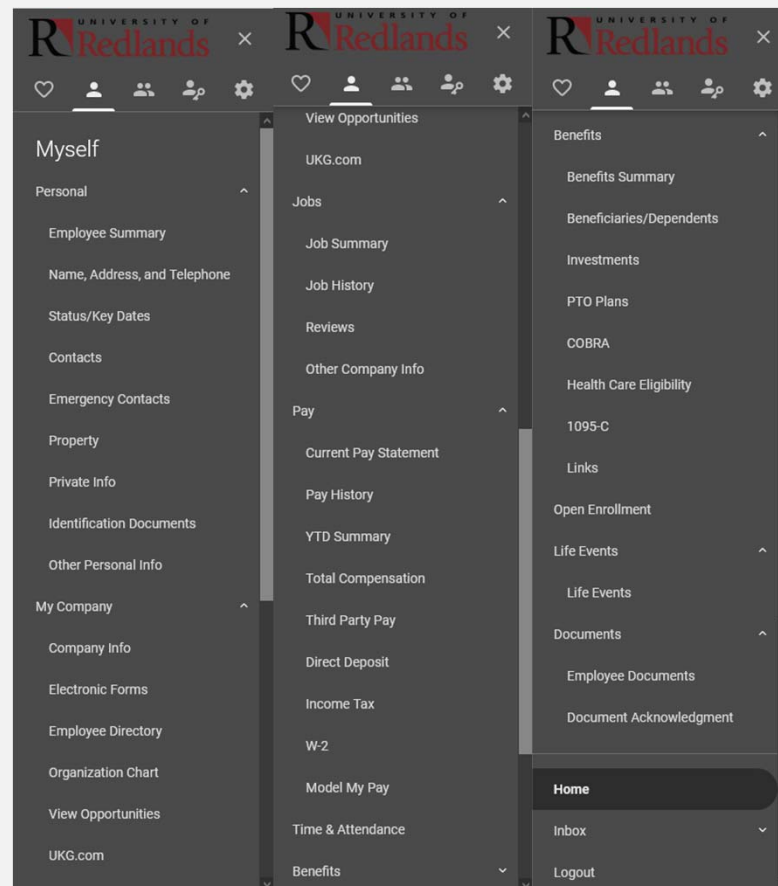 UNIVERSITY OF
Redlands
Myself
Personal
Employee Summary
Name, Address, and Telephone
Status/Key Dates
Contacts
Emergency Contacts
Property
Private Info
Identification Documents
Other Personal Info
My Company
Company Info
Electronic Forms
Employee Directory
Organization Chart
View Opportunities
UKG.com
UNIVERSITY OF
Redlands
View Opportunities
UKG.com
Jobs
Job Summary
Job History
Reviews
Other Company Info
Pay
Current Pay Statement
Pay History
YTD Summary
Total Compensation
Third Party Pay
Direct Deposit
Income Tax
W-2
Model My Pay
Time & Attendance
Benefits
UNIVERSITY OF
Redlands
Benefits
Benefits Summary
Beneficiaries/Dependents
Investments
PTO Plans
COBRA
Health Care Eligibility
1095-C
Links
Open Enrollment
Life Events
Life Events
Documents
Employee Documents
Document Acknowledgment
Home
Inbox
Logout